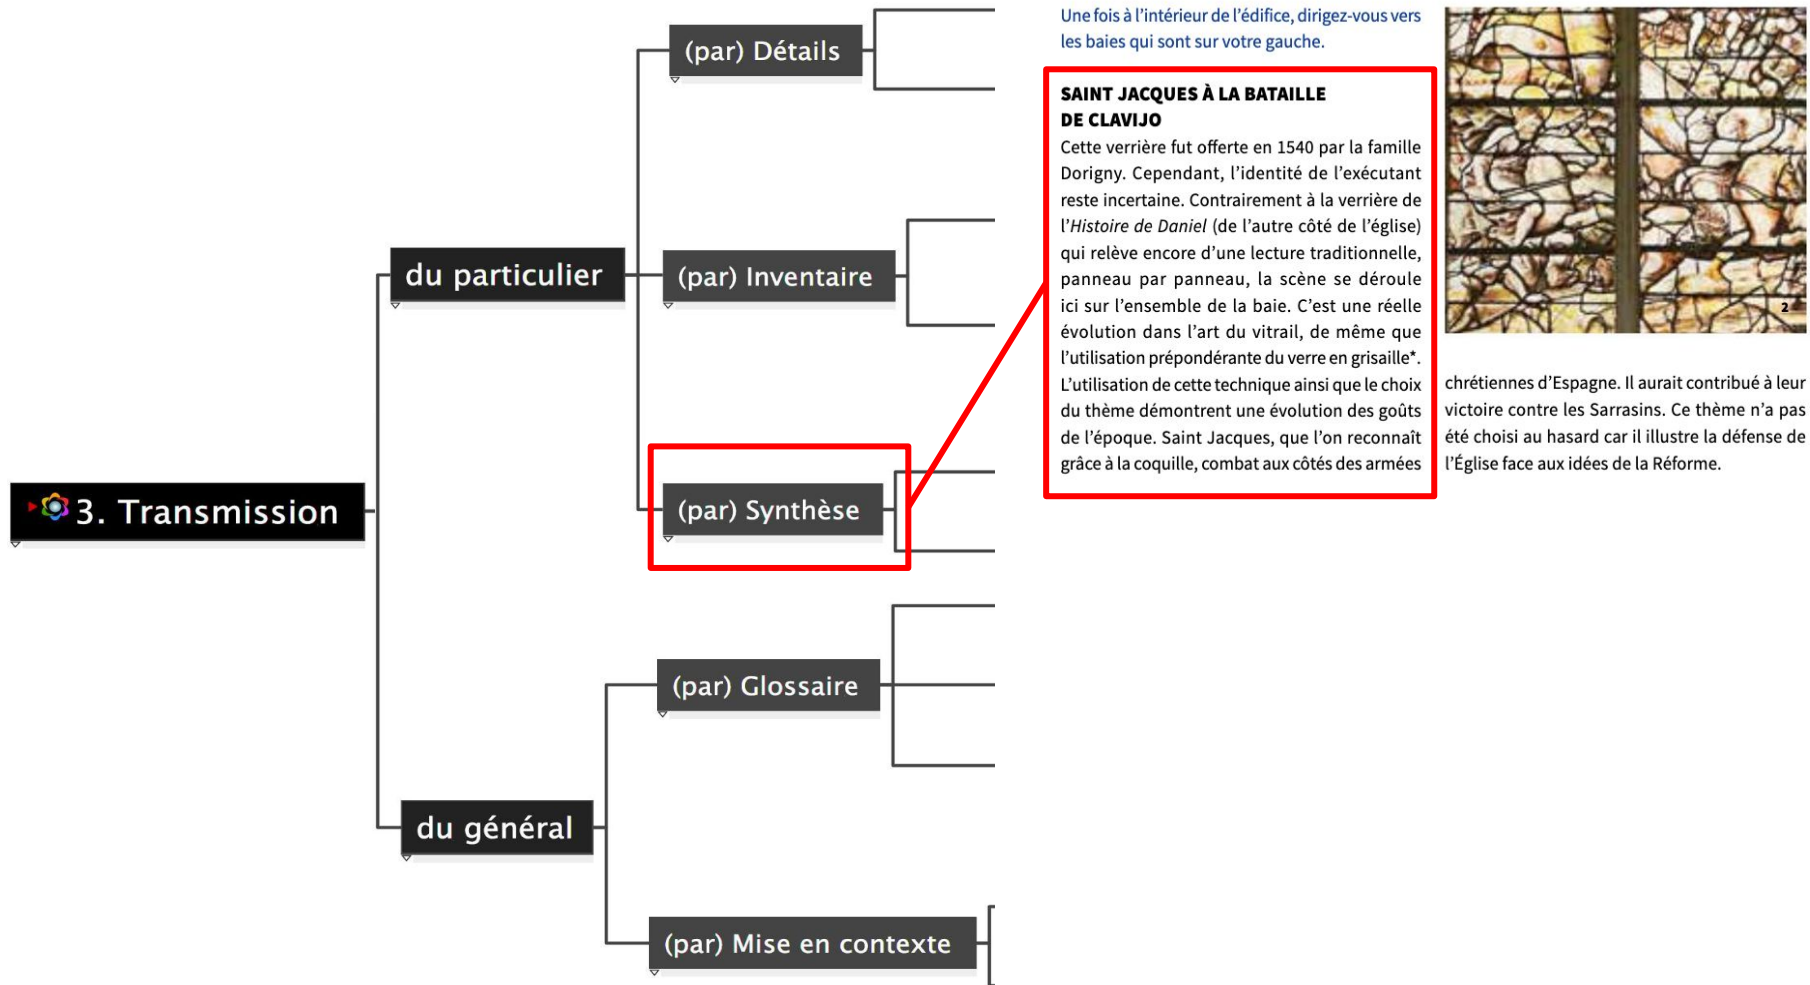 3. Transmission
du particulier
(par) Détails
(par) Inventaire
(par) Synthèse
du général
(par) Glossaire
(par) Mise en contexte
Une fois à l’intérieur de l’édifice, dirigez-vous vers
les baies qui sont sur votre gauche.
SAINT JACQUES À LA BATAILLE
DE CLAVIJO
Cette verrière fut offerte en 1540 par la famille
Dorigny. Cependant, l’identité de l’exécutant
reste incertaine. Contrairement à la verrière de
l’Histoire de Daniel (de l’autre côté de l’église)
qui relève encore d’une lecture traditionnelle,
panneau par panneau, la scène se déroule
ici sur l’ensemble de la baie. C’est une réelle
évolution dans l’art du vitrail, de même que
l’utilisation prépondérante du verre en grisaille*.
L’utilisation de cette technique ainsi que le choix
du thème démontrent une évolution des goûts
de l’époque. Saint Jacques, que l’on reconnaît
grâce à la coquille, combat aux côtés des armées
2
chrétiennes d’Espagne. Il aurait contribué à leur
victoire contre les Sarrasins. Ce thème n’a pas
été choisi au hasard car il illustre la défense de
l’Église face aux idées de la Réforme.